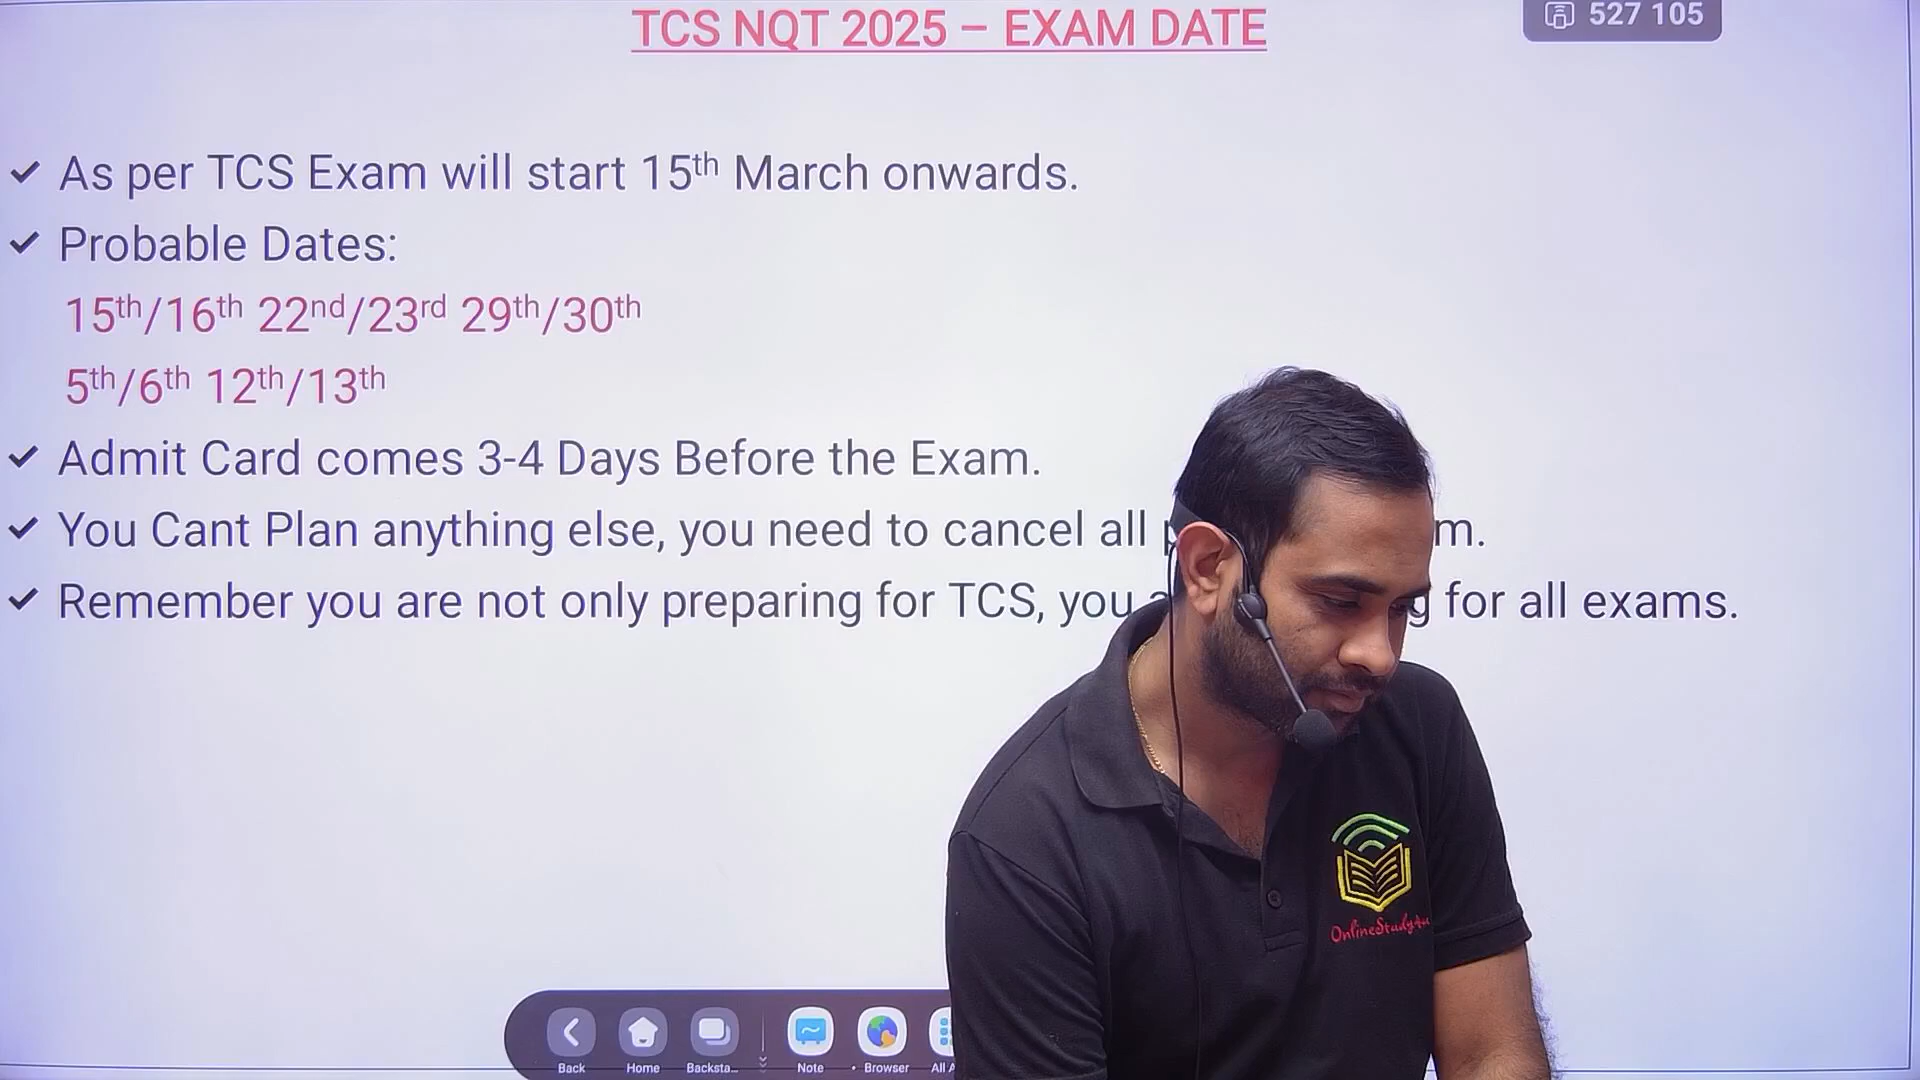 TCS NQT 2025 – EXAM DATE
527 105
✓ As per TCS Exam will start 15th March onwards.
✓ Probable Dates:
15th/16th 22nd/23rd 29th/30th
5th/6th 12th/13th
✓ Admit Card comes 3-4 Days Before the Exam.
✓ You Cant Plan anything else, you need to cancel all
✓ Remember you are not only preparing for TCS, you for all exams.
OnlineStudy4u
Back Home Backsta... Note • Browser All